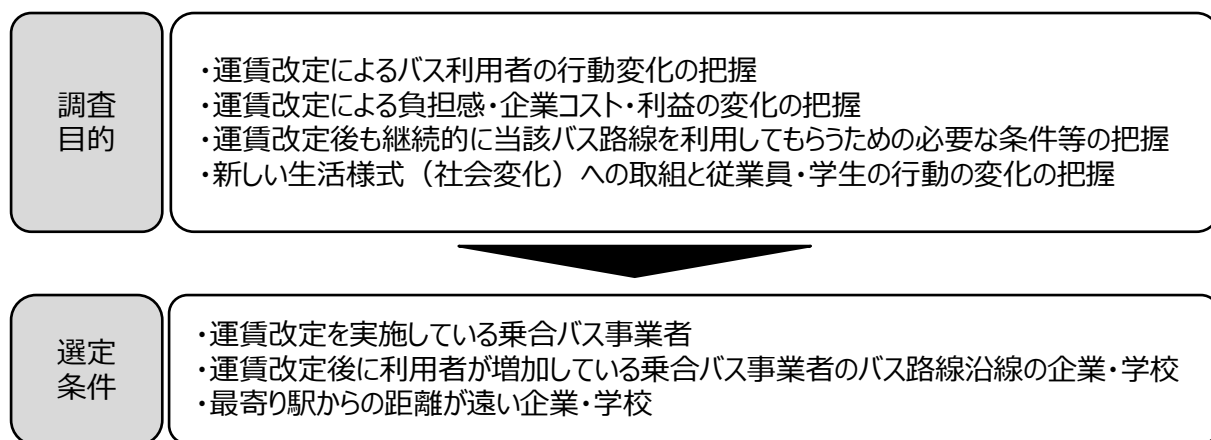 調査
目的
・運賃改定によるバス利用者の行動変化の把握
・運賃改定による負担感・企業コスト・利益の変化の把握
・運賃改定後も継続的に当該バス路線を利用してもらうための必要な条件等の把握
・新しい生活様式（社会変化）への取組と従業員・学生の行動の変化の把握
選定
条件
・運賃改定を実施している乗合バス事業者
・運賃改定後に利用者が増加している乗合バス事業者のバス路線沿線の企業・学校
・最寄り駅からの距離が遠い企業・学校